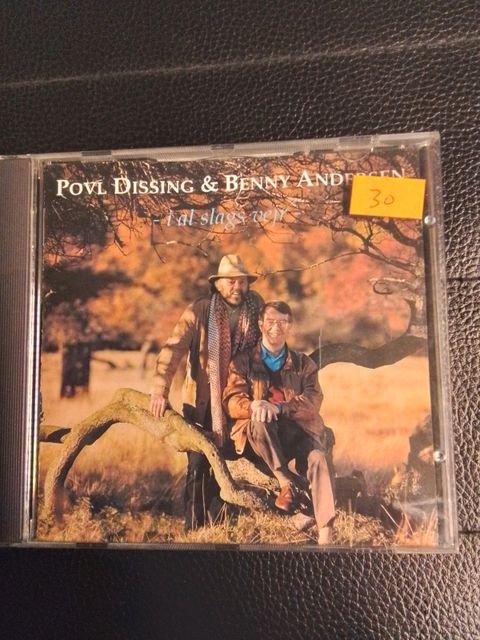 POVL DISSING & BENNY ANDERSEN
- i al slags vejr -
30